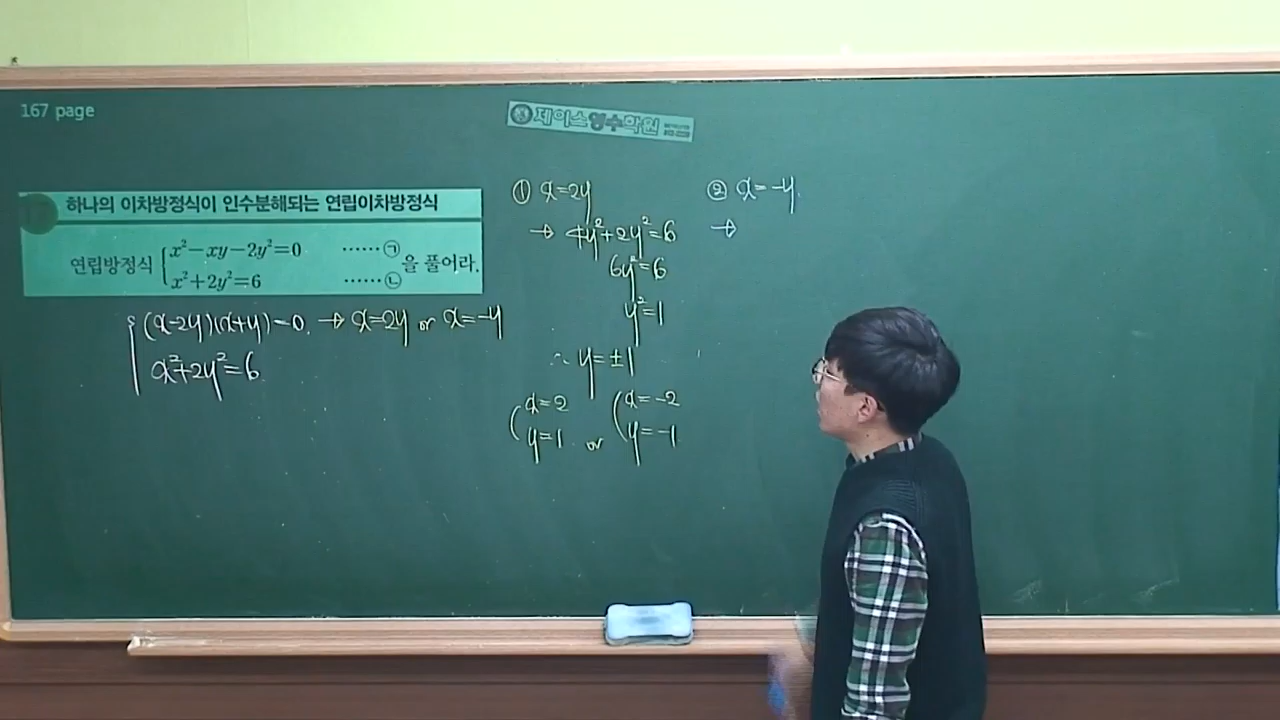 167 page
제이스영수학원
하나의 이차방정식이 인수분해되는 연립이차방정식
연립방정식 { x²−xy−2y²=0 ⋯⋯㉠
x²+2y²=6 ⋯⋯㉡ 을 풀어라.
(x-2y)(x+y)=0. → x=2y or x=-y
x²+2y²=6
① x=2y
→ 4y²+2y²=6
6y²=6
y²=1
∴ y=±1
x=2
y=1 or
x=-2
y=-1
② x=-y.
→